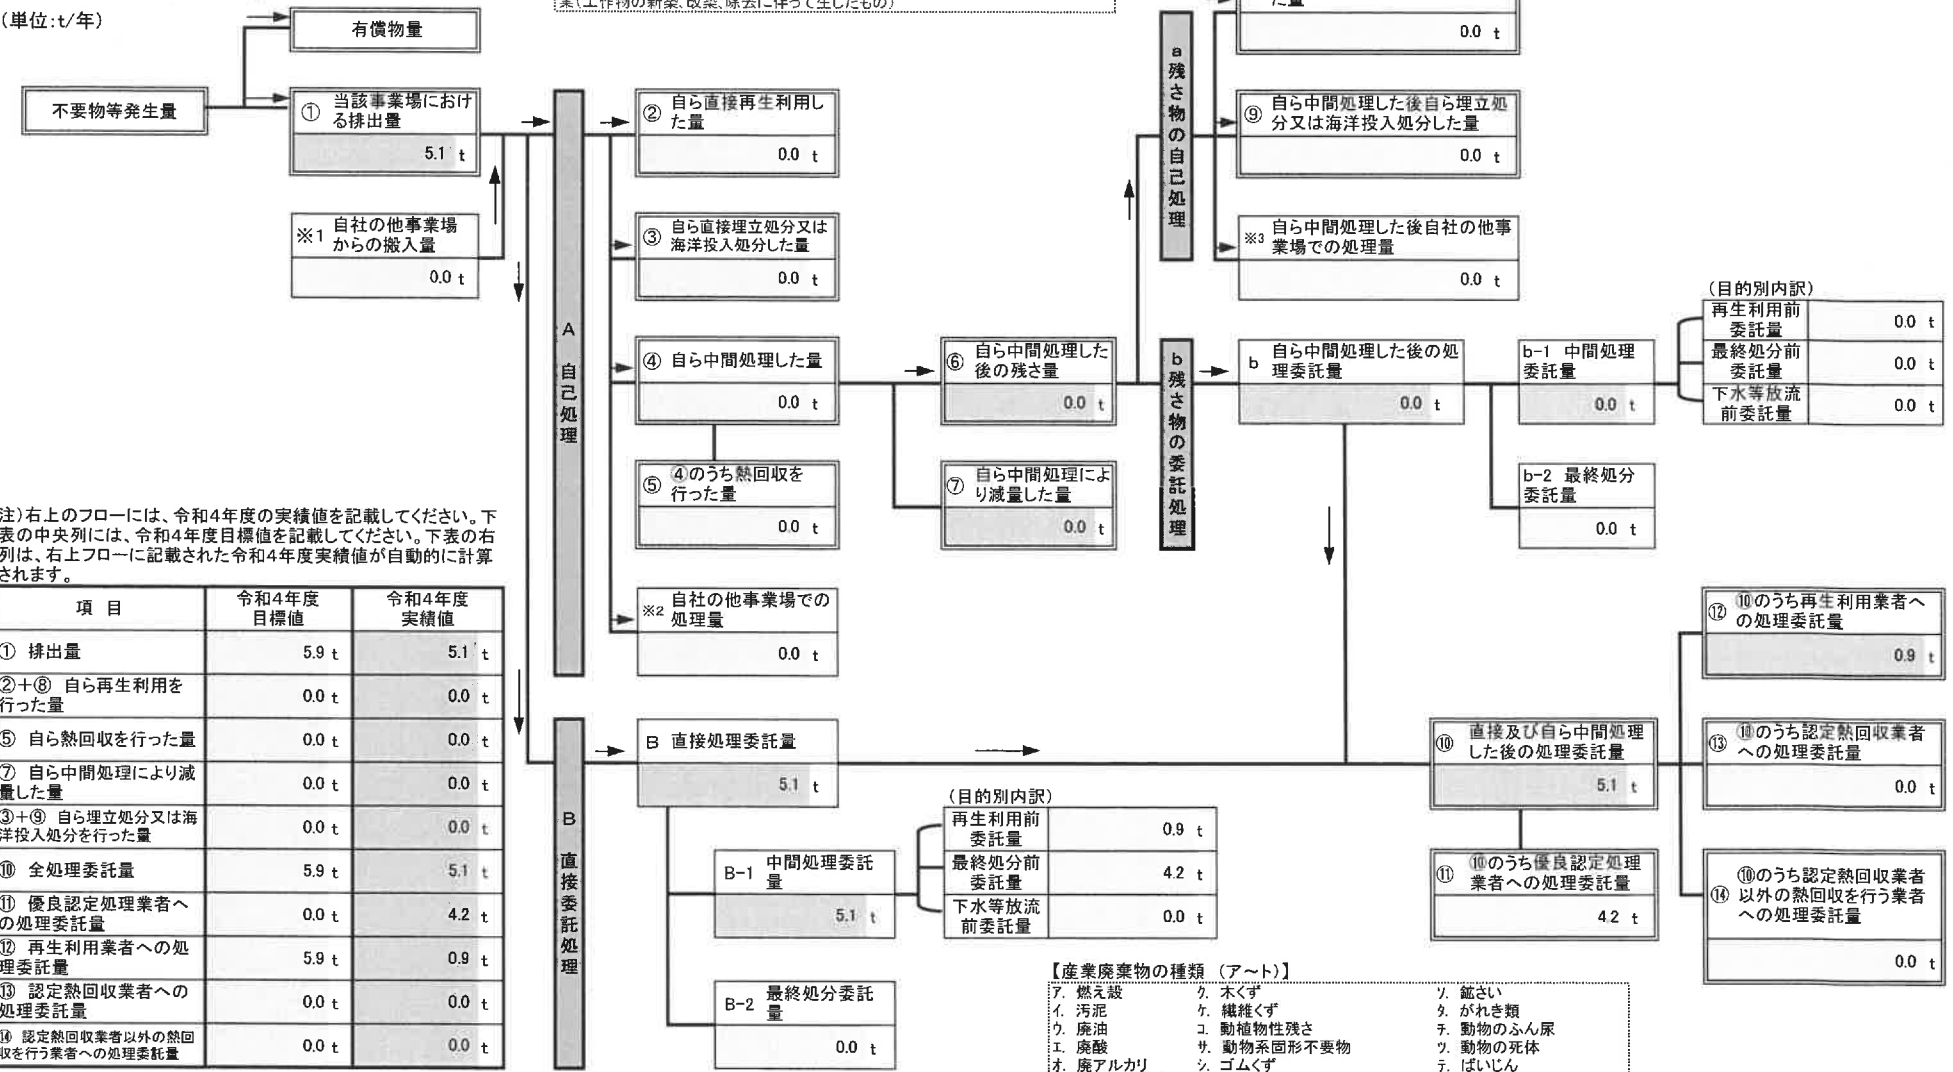 (単位:t/年)
業(工作物の新築、改築、除去に伴って生じたもの)
有償物量
不要物等発生量
① 当該事業場におけ
る排出量
5.1 t
※1 自社の他事業場
からの搬入量
0.0 t
A 自己処理
② 自ら直接再生利用し
た量
0.0 t
③ 自ら直接埋立処分又は
海洋投入処分した量
0.0 t
④ 自ら中間処理した量
0.0 t
⑤ ④のうち熱回収を
行った量
0.0 t
※2 自社の他事業場での
処理量
0.0 t
⑥ 自ら中間処理した
後の残さ量
0.0 t
⑦ 自ら中間処理によ
り減量した量
0.0 t
a 残さ物の自己処理
た量
0.0 t
⑨ 自ら中間処理した後自ら埋立処
分又は海洋投入処分した量
0.0 t
※3 自ら中間処理した後自社の他事
業場での処理量
0.0 t
b 残さ物の委託処理
b 自ら中間処理した後の処
理委託量
0.0 t
b-1 中間処理
委託量
0.0 t
(目的別内訳)
再生利用前
委託量
0.0 t
最終処分前
委託量
0.0 t
下水等放流
前委託量
0.0 t
b-2 最終処分
委託量
0.0 t
注)右上のフローには、令和4年度の実績値を記載してください。下
表の中央列には、令和4年度目標値を記載してください。下表の右
列は、右上フローに記載された令和4年度実績値が自動的に計算
されます。
項 目 令和4年度 目標値 令和4年度 実績値
① 排出量 5.9 t 5.1 t
②+⑧ 自ら再生利用を
行った量 0.0 t 0.0 t
⑤ 自ら熱回収を行った量 0.0 t 0.0 t
⑦ 自ら中間処理により減
量した量 0.0 t 0.0 t
③+⑨ 自ら埋立処分又は海
洋投入処分を行った量 0.0 t 0.0 t
⑩ 全処理委託量 5.9 t 5.1 t
⑪ 優良認定処理業者へ
の処理委託量 0.0 t 4.2 t
⑫ 再生利用業者への処
理委託量 5.9 t 0.9 t
⑬ 認定熱回収業者への
処理委託量 0.0 t 0.0 t
⑭ 認定熱回収業者以外の熱回
収を行う業者への処理委託量 0.0 t 0.0 t
B 直接委託処理
B 直接処理委託量
5.1 t
B-1 中間処理委託
量
5.1 t
(目的別内訳)
再生利用前
委託量
0.9 t
最終処分前
委託量
4.2 t
下水等放流
前委託量
0.0 t
B-2 最終処分委託
量
0.0 t
⑩ 直接及び自ら中間処理
した後の処理委託量
5.1 t
⑪ ⑩のうち優良認定処理
業者への処理委託量
4.2 t
⑫ ⑩のうち再生利用業者へ
の処理委託量
0.9 t
⑬ ⑩のうち認定熱回収業者
への処理委託量
0.0 t
⑭ ⑩のうち認定熱回収業者
以外の熱回収を行う業者
への処理委託量
0.0 t
【産業廃棄物の種類 (ア~ト)】
ア. 燃え殻 ク. 木くず ソ. 鉱さい
イ. 汚泥 ケ. 繊維くず タ. がれき類
ウ. 廃油 コ. 動植物性残さ チ. 動物のふん尿
エ. 廃酸 サ. 動物系固形不要物 ツ. 動物の死体
オ. 廃アルカリ シ. ゴムくず テ. ばいじん